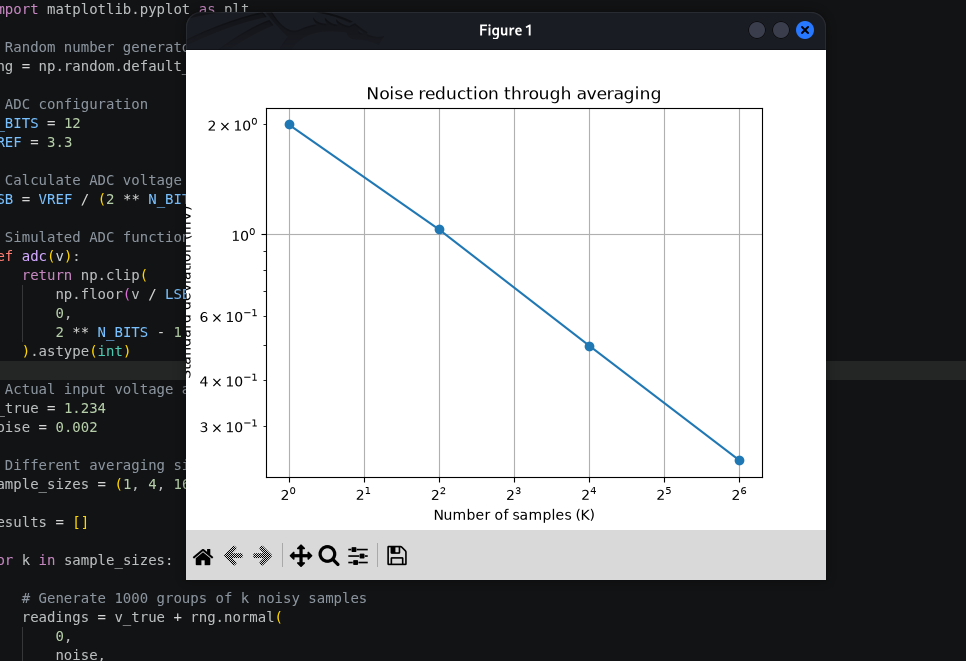 import matplotlib.pyplot as plt
Random number generato
ng = np.random.default_
ADC configuration
_BITS = 12
REF = 3.3
Calculate ADC voltage
SB = VREF / (2 ** N_BIT
Simulated ADC function
ef adc(v):
return np.clip(
np.floor(v / LSB
0,
2 ** N_BITS - 1
).astype(int)
Actual input voltage a
_true = 1.234
oise = 0.002
Different averaging si
ample_sizes = (1, 4, 16
esults = []
or k in sample_sizes:
# Generate 1000 groups of k noisy samples
readings = v_true + rng.normal(
0,
noise,
Figure 1
Noise reduction through averaging
2 × 10⁰
10⁰
6 × 10⁻¹
4 × 10⁻¹
3 × 10⁻¹
Standard deviation (mV)
2⁰ 2¹ 2² 2³ 2⁴ 2⁵ 2⁶
Number of samples (K)